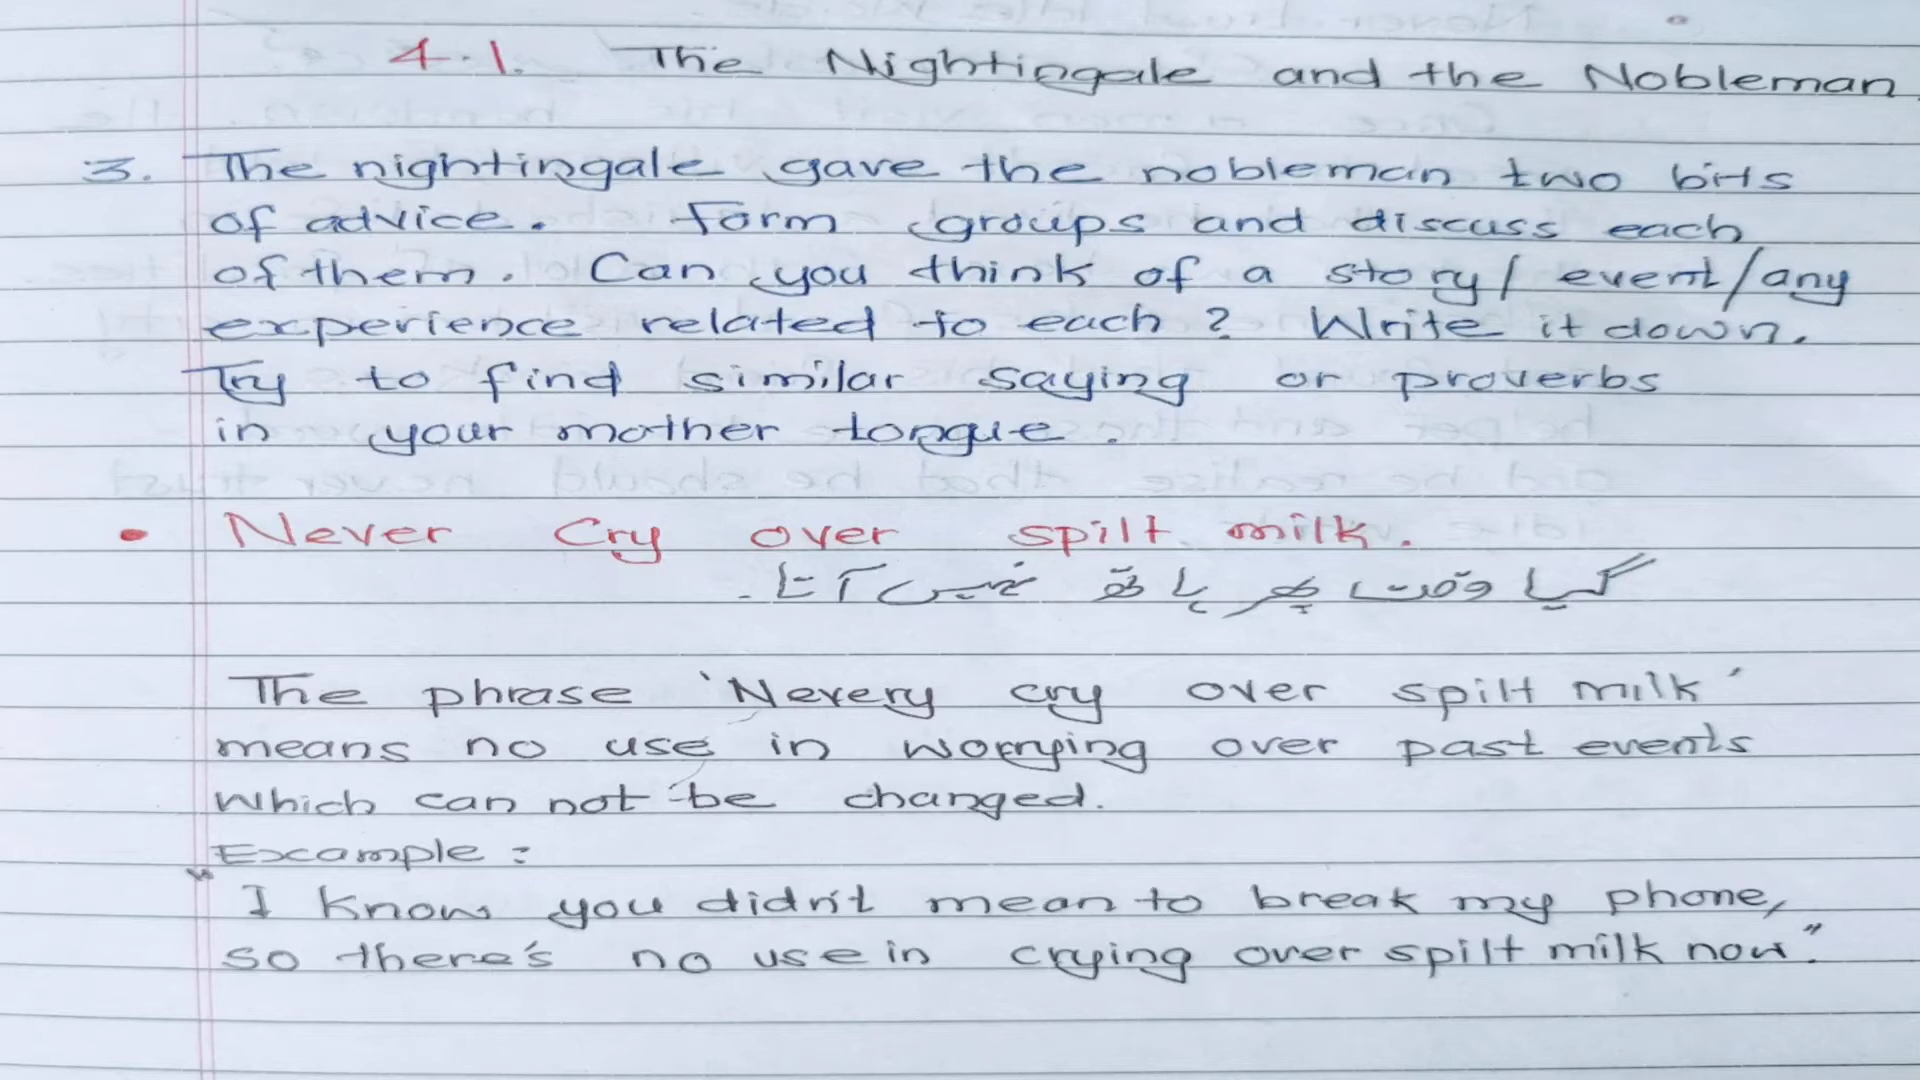 4.1. The Nightingale and the Nobleman
3. The nightingale gave the nobleman two bits
of advice. Form groups and discuss each
of them. Can you think of a story/ event/any
experience related to each? Write it down.
Try to find similar saying or proverbs
in your mother tongue.
• Never Cry over spilt milk.
گیا وقت پھر ہاتھ نہیں آتا۔
The phrase 'Nevery cry over spilt milk'
means no use in worrying over past events
which can not be changed.
Example :
"I know you didn't mean to break my phone,
so there's no use in crying over spilt milk now."